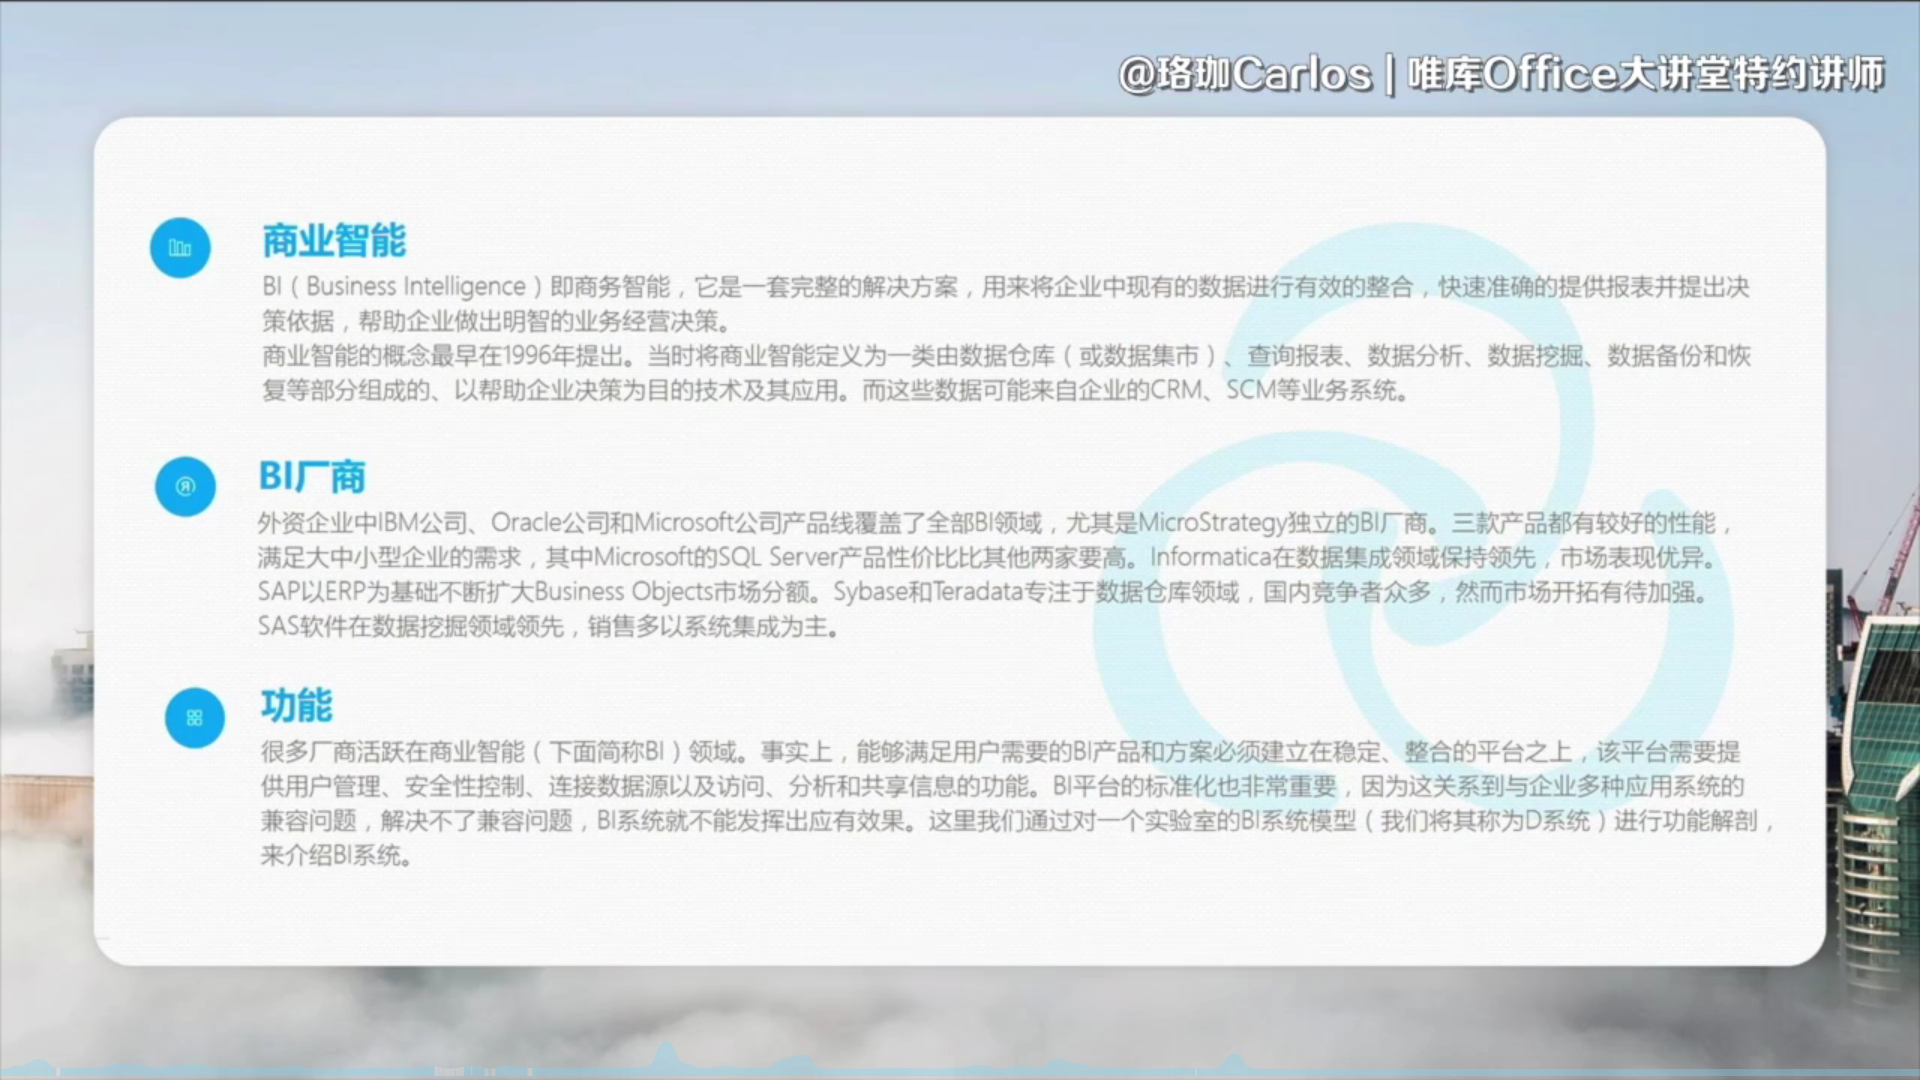 @珞珈Carlos | 唯库Office大讲堂特约讲师
商业智能
BI（Business Intelligence）即商务智能，它是一套完整的解决方案，用来将企业中现有的数据进行有效的整合，快速准确的提供报表并提出决
策依据，帮助企业做出明智的业务经营决策。
商业智能的概念最早在1996年提出。当时将商业智能定义为一类由数据仓库（或数据集市）、查询报表、数据分析、数据挖掘、数据备份和恢
复等部分组成的、以帮助企业决策为目的技术及其应用。而这些数据可能来自企业的CRM、SCM等业务系统。
BI厂商
外资企业中IBM公司、Oracle公司和Microsoft公司产品线覆盖了全部BI领域，尤其是MicroStrategy独立的BI厂商。三款产品都有较好的性能，
满足大中小型企业的需求，其中Microsoft的SQL Server产品性价比比其他两家要高。Informatica在数据集成领域保持领先，市场表现优异。
SAP以ERP为基础不断扩大Business Objects市场分额。Sybase和Teradata专注于数据仓库领域，国内竞争者众多，然而市场开拓有待加强。
SAS软件在数据挖掘领域领先，销售多以系统集成为主。
功能
很多厂商活跃在商业智能（下面简称BI）领域。事实上，能够满足用户需要的BI产品和方案必须建立在稳定、整合的平台之上，该平台需要提
供用户管理、安全性控制、连接数据源以及访问、分析和共享信息的功能。BI平台的标准化也非常重要，因为这关系到与企业多种应用系统的
兼容问题，解决不了兼容问题，BI系统就不能发挥出应有效果。这里我们通过对一个实验室的BI系统模型（我们将其称为D系统）进行功能解剖，
来介绍BI系统。